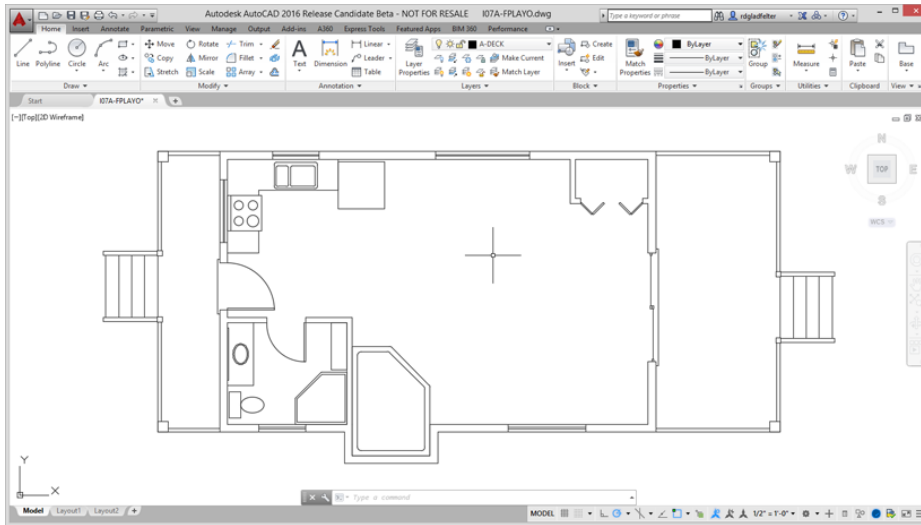 Autodesk AutoCAD 2016 Release Candidate Beta - NOT FOR RESALE I07A-FPLAYO.dwg
Type a keyword or phrase
rdgladfelter
Home Insert Annotate Parametric View Manage Output Add-ins A360 Express Tools Featured Apps BIM 360 Performance
Line Polyline Circle Arc
Move Rotate Trim
Copy Mirror Fillet
Stretch Scale Array
Text Dimension
Linear
Leader
Table
Layer Properties
A-DECK
Make Current
Match Layer
Insert
Create
Edit
Match Properties
ByLayer
ByLayer
ByLayer
Group
Measure
Paste
Base
Draw Modify Annotation Layers Block Properties Groups Utilities Clipboard View
Start I07A-FPLAYO*
[-][Top][2D Wireframe]
N
W TOP E
S
WCS
Y
X
Type a command
Model Layout1 Layout2 +
MODEL 1/2" = 1'-0"